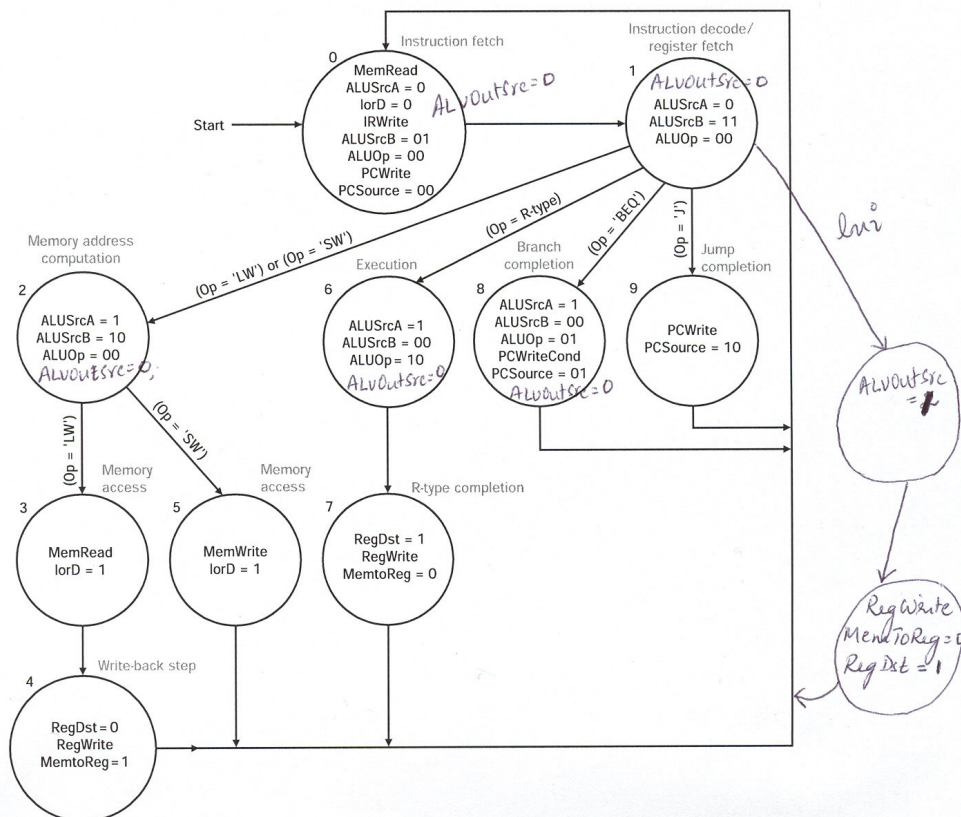 Instruction fetch
0
MemRead
ALUSrcA = 0
IorD = 0
IRWrite
ALUSrcB = 01
ALUOp = 00
PCWrite
PCSource = 00
ALUOutSrc=0
Start
Instruction decode/
register fetch
1
ALUOutSrc=0
ALUSrcA = 0
ALUSrcB = 11
ALUOp = 00
(Op = 'LW') or (Op = 'SW')
(Op = R-type)
(Op = 'BEQ')
(Op = 'J')
lui
Memory address
computation
2
ALUSrcA = 1
ALUSrcB = 10
ALUOp = 00
ALUOutSrc=0;
Execution
6
ALUSrcA =1
ALUSrcB = 00
ALUOp= 10
ALUOutSrc=0
Branch
completion
8
ALUSrcA = 1
ALUSrcB = 00
ALUOp = 01
PCWriteCond
PCSource = 01
ALUOutSrc=0
Jump
completion
9
PCWrite
PCSource = 10
ALUOutSrc
(Op = 'LW')
(Op = 'SW')
Memory
access
3
MemRead
IorD = 1
Memory
access
5
MemWrite
IorD = 1
R-type completion
7
RegDst = 1
RegWrite
MemtoReg = 0
RegWrite
MemToReg=0
RegDst = 1
Write-back step
4
RegDst=0
RegWrite
MemtoReg=1